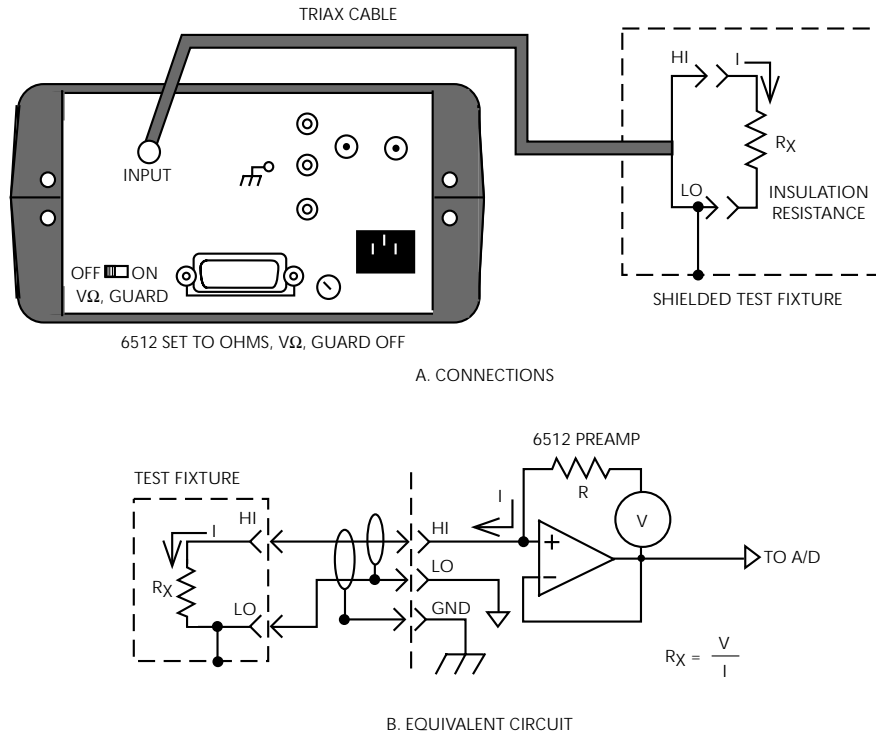 TRIAX CABLE
HI
I
INPUT
RX
LO
INSULATION
RESISTANCE
OFF ON
VΩ, GUARD
SHIELDED TEST FIXTURE
6512 SET TO OHMS, VΩ, GUARD OFF
A. CONNECTIONS
6512 PREAMP
TEST FIXTURE
R
I
I
HI
HI
V
+
TO A/D
RX
LO
−
LO
GND
RX = V
I
B. EQUIVALENT CIRCUIT